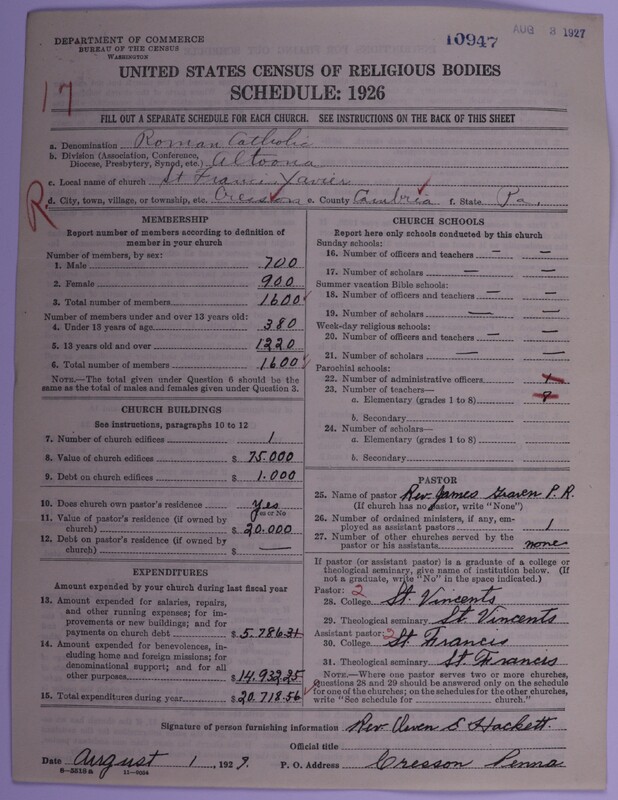 DEPARTMENT OF COMMERCE
BUREAU OF THE CENSUS
WASHINGTON
10947
AUG 3 1927
UNITED STATES CENSUS OF RELIGIOUS BODIES
SCHEDULE: 1926
17
FILL OUT A SEPARATE SCHEDULE FOR EACH CHURCH. SEE INSTRUCTIONS ON THE BACK OF THIS SHEET
a. Denomination Roman Catholic
b. Division (Association, Conference, Diocese, Presbytery, Synod, etc.) Altoona
c. Local name of church St Francis Xavier
R
d. City, town, village, or township, etc. Cresson e. County Cambria f. State Pa.
MEMBERSHIP
Report number of members according to definition of
member in your church
Number of members, by sex:
1. Male 700
2. Female 900
3. Total number of members 1600
Number of members under and over 13 years old:
4. Under 13 years of age 380
5. 13 years old and over 1220
6. Total number of members 1600
NOTE.—The total given under Question 6 should be
the same as the total of males and females given under Question 3.
CHURCH BUILDINGS
See instructions, paragraphs 10 to 12
7. Number of church edifices 1
8. Value of church edifices $ 75.000
9. Debt on church edifices $ 1.000
10. Does church own pastor's residence Yes
Yes or No
11. Value of pastor's residence (if owned by
church) $ 20.000
12. Debt on pastor's residence (if owned by
church) $ —
EXPENDITURES
Amount expended by your church during last fiscal year
13. Amount expended for salaries, repairs,
and other running expenses; for im-
provements or new buildings; and for
payments on church debt $ 5.786.31
14. Amount expended for benevolences, in-
cluding home and foreign missions; for
denominational support; and for all
other purposes $ 14.932.25
15. Total expenditures during year $ 20.718.56
CHURCH SCHOOLS
Report here only schools conducted by this church
Sunday schools:
16. Number of officers and teachers — —
17. Number of scholars — —
Summer vacation Bible schools:
18. Number of officers and teachers — —
19. Number of scholars — —
Week-day religious schools:
20. Number of officers and teachers — —
21. Number of scholars — —
Parochial schools:
22. Number of administrative officers 1
23. Number of teachers—
a. Elementary (grades 1 to 8)
b. Secondary
24. Number of scholars—
a. Elementary (grades 1 to 8)
b. Secondary
PASTOR
25. Name of pastor Rev. James Graven P. R.
(If church has no pastor, write "None")
26. Number of ordained ministers, if any, em-
ployed as assistant pastors 1
27. Number of other churches served by the
pastor or his assistants none
If pastor (or assistant pastor) is a graduate of a college or
theological seminary, give name of institution below. (If
not a graduate, write "No" in the space indicated.)
Pastor: 2
28. College St. Vincents
29. Theological seminary St. Vincents
Assistant pastor: 2
30. College St. Francis
31. Theological seminary St. Francis
NOTE.—Where one pastor serves two or more churches,
Questions 28 and 29 should be answered only on the schedule
for one of the churches; on the schedules for the other churches,
write "See schedule for church."
Signature of person furnishing information Rev. Owen E Hackett.
Official title
Date August 1, 1927. P. O. Address Cresson Penna
8—5518 a 11—8054